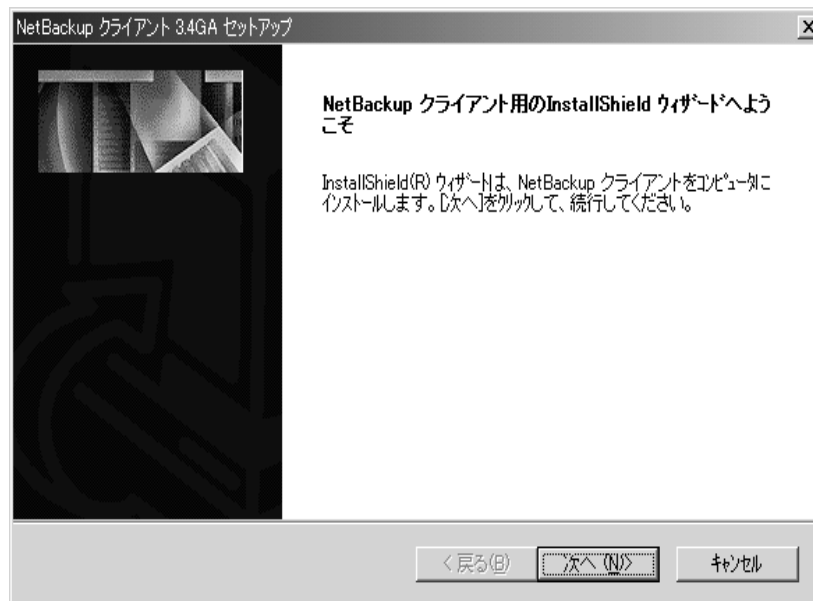 NetBackup クライアント 3.4GA セットアップ
NetBackup クライアント用のInstallShield ウィザードへよう
こそ
InstallShield(R) ウィザードは、NetBackup クライアントをコンピュータに
インストールします。[次へ]をクリックして、続行してください。
< 戻る(B)
次へ (N)>
キャンセル